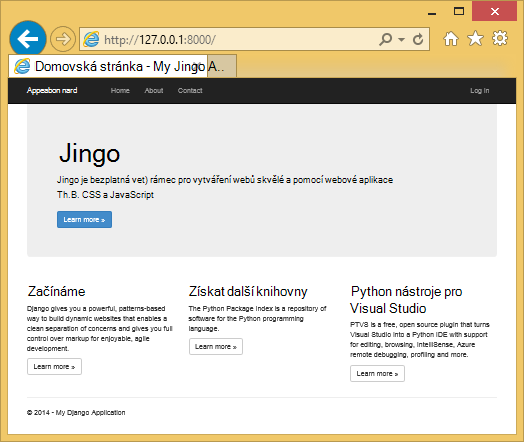 http://127.0.0.1:8000/
Domovská stránka - My Jingo A..
Appeabon nard Home About Contact Log in
Jingo
Jingo je bezplatná vet) rámec pro vytváření webů skvělé a pomocí webové aplikace
Th.B. CSS a JavaScript
Learn more »
Začínáme
Django gives you a powerful, patterns-based
way to build dynamic websites that enables a
clean separation of concerns and gives you full
control over markup for enjoyable, agile
development.
Learn more »
Získat další knihovny
The Python Package Index is a repository of
software for the Python programming
language.
Learn more »
Python nástroje pro
Visual Studio
PTVS is a free, open source plugin that turns
Visual Studio into a Python IDE with support
for editing, browsing, IntelliSense, Azure
remote debugging, profiling and more.
Learn more »
© 2014 - My Django Application